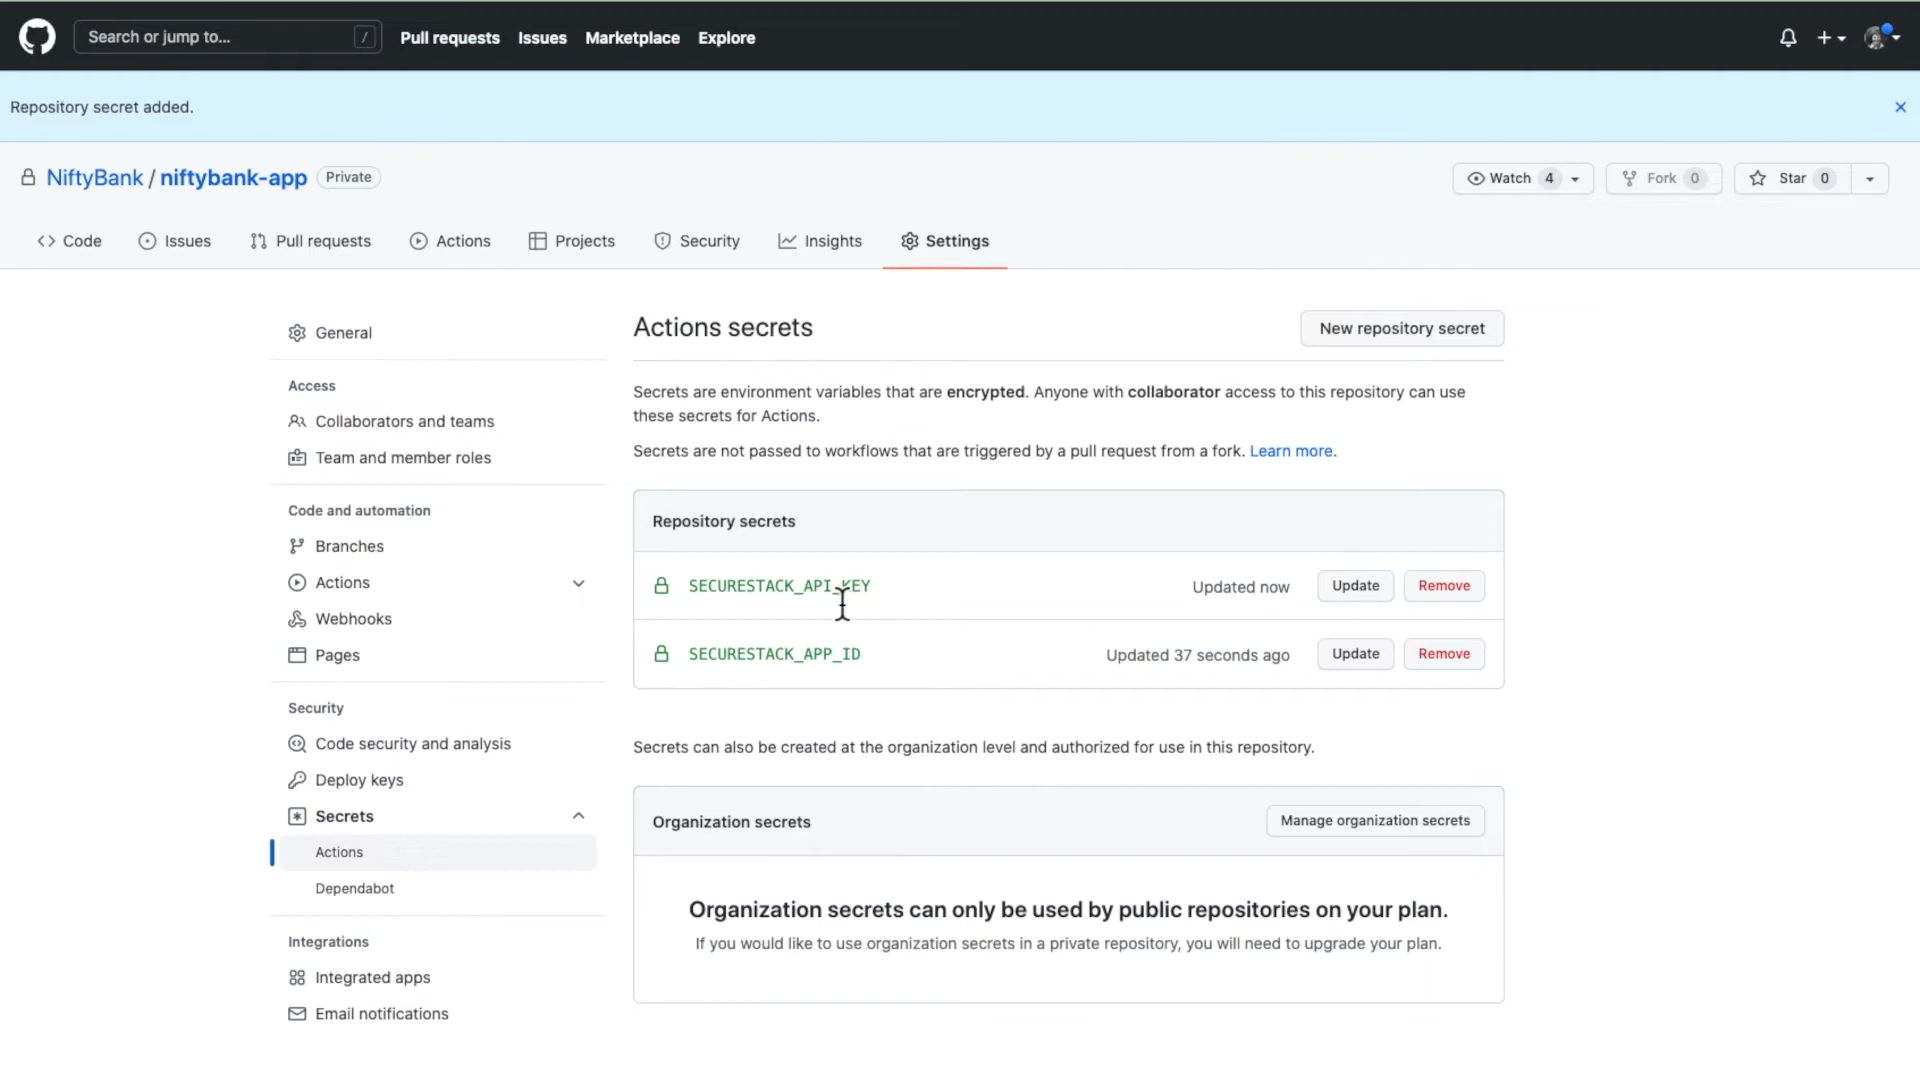 Search or jump to... /
Pull requests Issues Marketplace Explore
Repository secret added.
NiftyBank / niftybank-app Private
Watch 4 Fork 0 Star 0
Code Issues Pull requests Actions Projects Security Insights Settings
General
Access
Collaborators and teams
Team and member roles
Code and automation
Branches
Actions
Webhooks
Pages
Security
Code security and analysis
Deploy keys
Secrets
Actions
Dependabot
Integrations
Integrated apps
Email notifications
Actions secrets New repository secret
Secrets are environment variables that are encrypted. Anyone with collaborator access to this repository can use
these secrets for Actions.
Secrets are not passed to workflows that are triggered by a pull request from a fork. Learn more.
Repository secrets
SECURESTACK_API_KEY Updated now Update Remove
SECURESTACK_APP_ID Updated 37 seconds ago Update Remove
Secrets can also be created at the organization level and authorized for use in this repository.
Organization secrets Manage organization secrets
Organization secrets can only be used by public repositories on your plan.
If you would like to use organization secrets in a private repository, you will need to upgrade your plan.